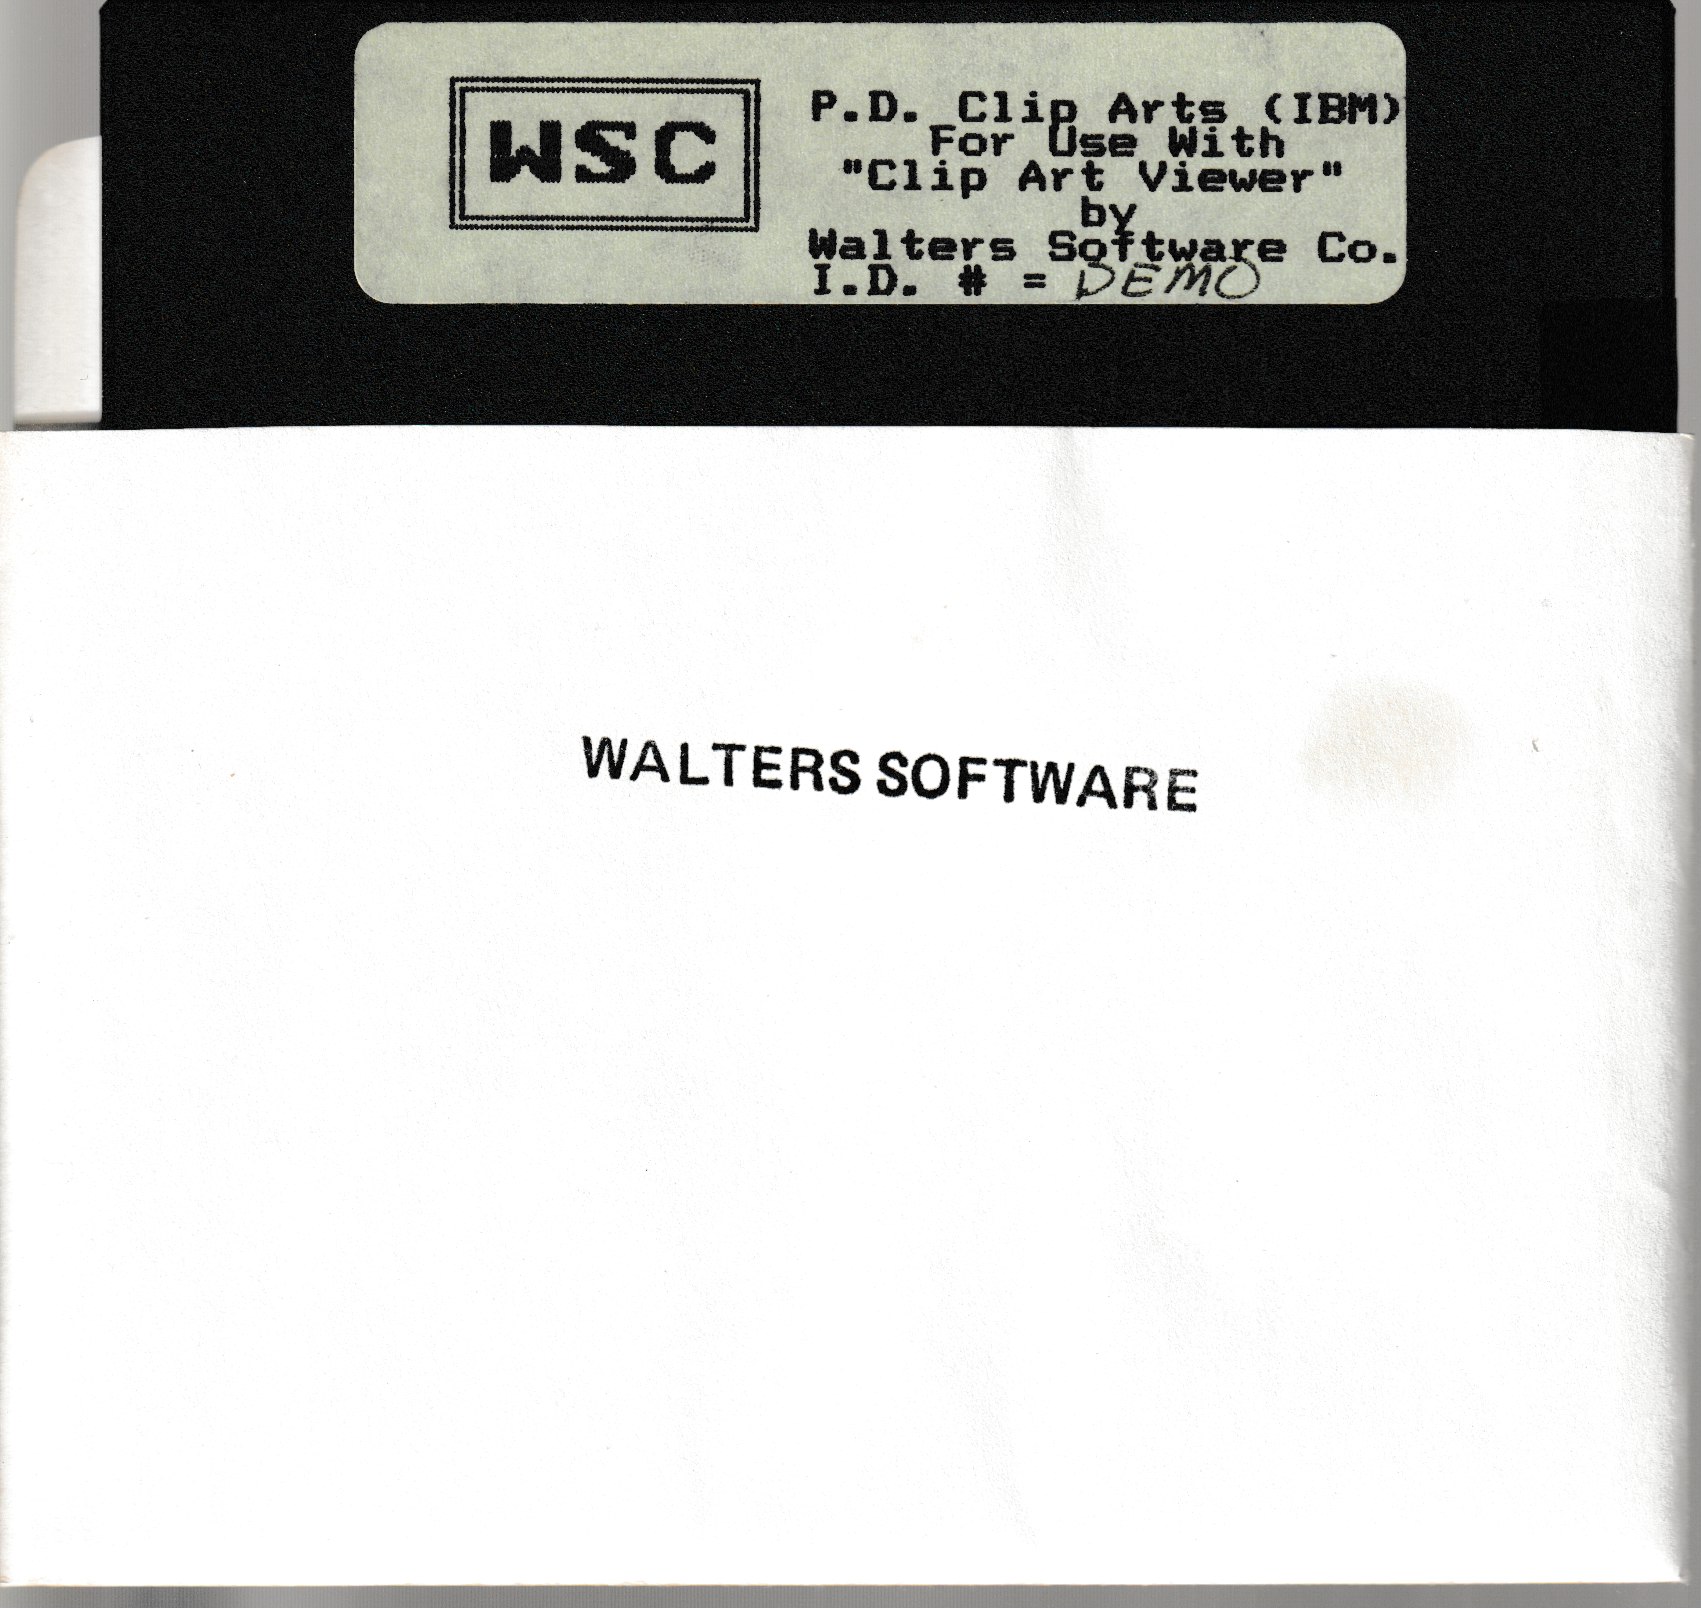 WSC
P.D. Clip Arts (IBM)
For Use With
"Clip Art Viewer"
by
Walters Software Co.
I.D. # = DEMO
WALTERS SOFTWARE